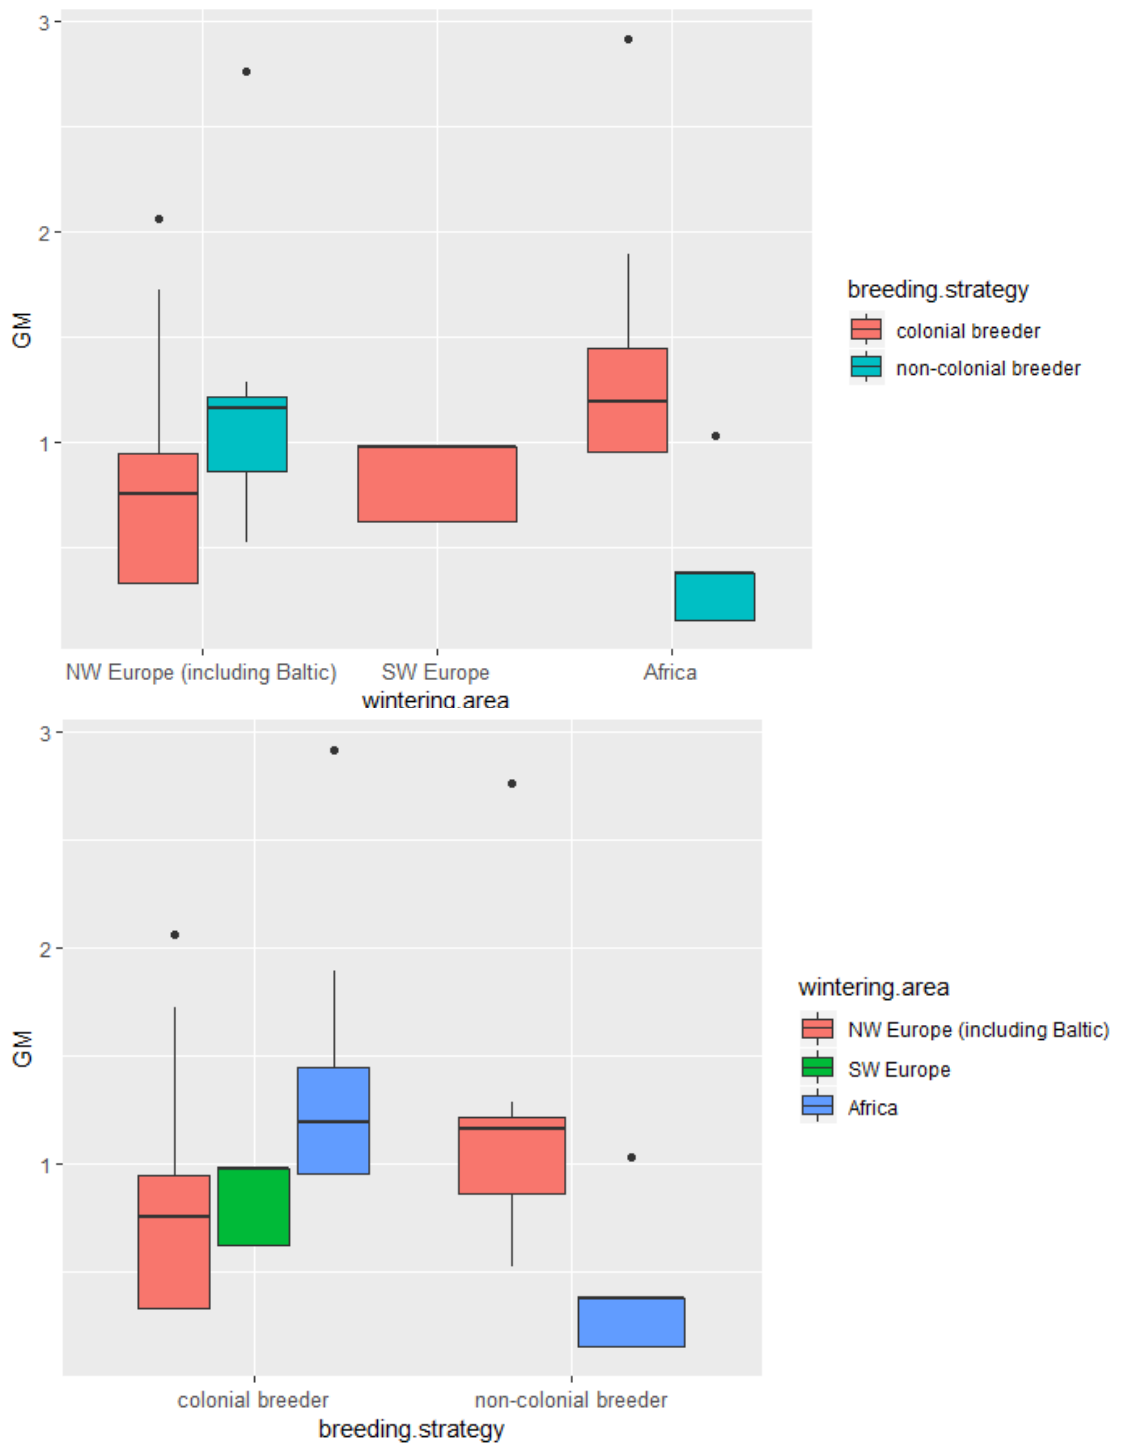 3
2
1
GM
NW Europe (including Baltic)
SW Europe
Africa
wintering.area
breeding.strategy
colonial breeder
non-colonial breeder
3
2
1
GM
colonial breeder
non-colonial breeder
breeding.strategy
wintering.area
NW Europe (including Baltic)
SW Europe
Africa